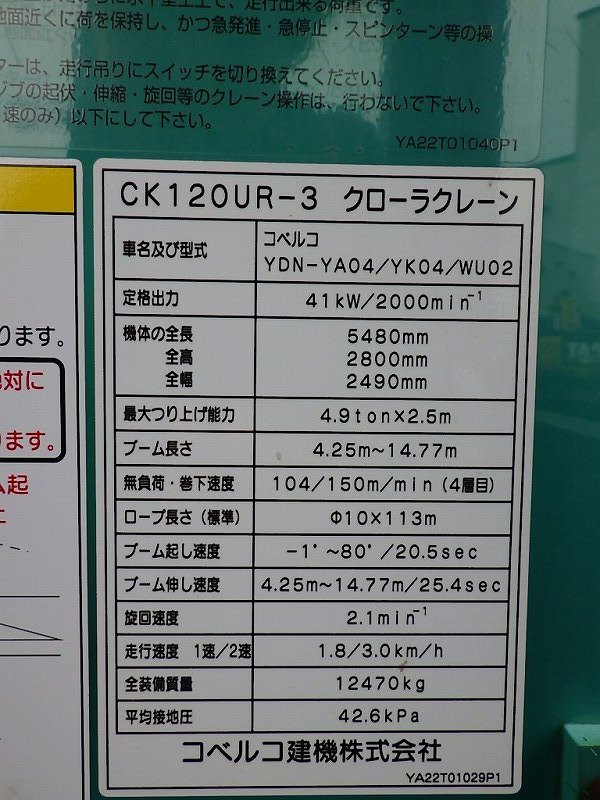 走行出来る荷重です。
地面近くに荷を保持し、かつ急発進・急停止・スピンターン等の操
ターは、走行吊りにスイッチを切り換えてください。
ジブの起伏・伸縮・旋回等のクレーン操作は、行わないで下さい。
速のみ）以下にして下さい。
YA22T01040P1
ります。
対に
ます。
CK120UR-3 クローラクレーン
車名及び型式 コベルコ
YDN-YA04/YK04/WU02
定格出力 41kW/2000min⁻¹
機体の全長 5480mm
全高 2800mm
全幅 2490mm
最大つり上げ能力 4.9ton×2.5m
ブーム長さ 4.25m~14.77m
無負荷・巻下速度 104/150m/min（4層目）
ロープ長さ（標準） Φ10×113m
ブーム起し速度 -1°~80°/20.5sec
ブーム伸し速度 4.25m~14.77m/25.4sec
旋回速度 2.1min⁻¹
走行速度 1速/2速 1.8/3.0km/h
全装備質量 12470kg
平均接地圧 42.6kPa
コベルコ建機株式会社
YA22T01029P1